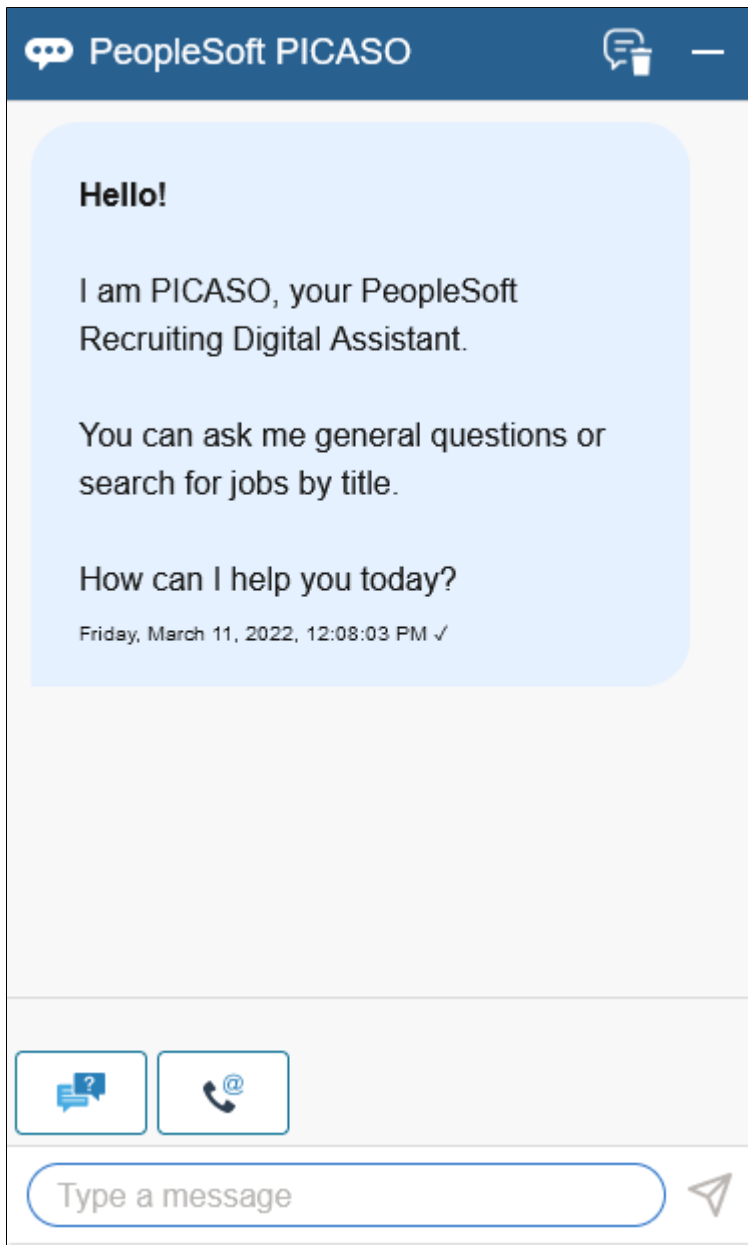 PeopleSoft PICASO
Hello!
I am PICASO, your PeopleSoft
Recruiting Digital Assistant.
You can ask me general questions or
search for jobs by title.
How can I help you today?
Friday, March 11, 2022, 12:08:03 PM ✓
?
@
Type a message